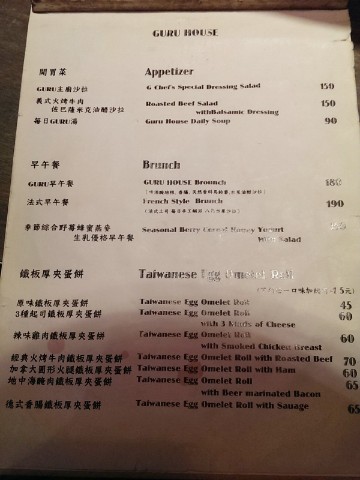 GURU HOUSE
開胃菜 Appetizer
GURU主廚沙拉 G Chef's Special Dressing Salad 150
義式火烤牛肉 Roasted Beef Salad 150
佐巴薩米克油醋沙拉 with Balsamic Dressing
每日GURU湯 Guru House Daily Soup 90
早午餐 Brunch
GURU早午餐 GURU HOUSE Brounch 180
法式早午餐 French Style Brunch 190
季節綜合野莓蜂蜜燕麥 Seasonal Berry Honey Yogurt
生乳優格早午餐 With Salad
鐵板厚夾蛋餅 Taiwanese Egg Omelet Roll
原味鐵板厚夾蛋餅 Taiwanese Egg Omelet Roll 45
3種起司鐵板厚夾蛋餅 Taiwanese Egg Omelet Roll 60
with 3 Kinds of Cheese
辣味雞肉鐵板厚夾蛋餅 Taiwanese Egg Omelet Roll 60
with Smoked Chicken Breast
經典火烤牛肉鐵板厚夾蛋餅 Taiwanese Egg Omelet Roll with Roasted Beef 70
加拿大圓形火腿鐵板厚夾蛋餅 Taiwanese Egg Omelet Roll with Ham 60
地中海醃肉鐵板厚夾蛋餅 Taiwanese Egg Omelet Roll 65
with Beer marinated Bacon
德式香腸鐵板厚夾蛋餅 Taiwanese Egg Omelet Roll with Sauage 65